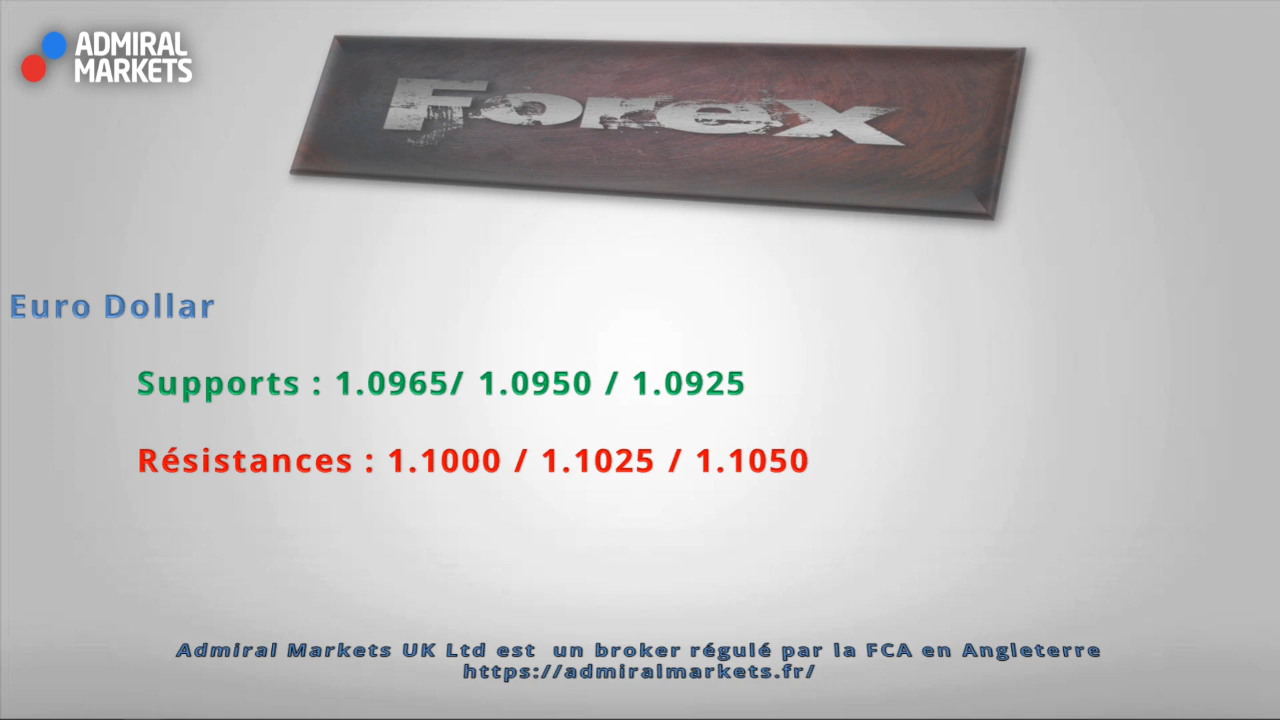 ADMIRAL
MARKETS
Forex
Euro Dollar
Supports : 1.0965/ 1.0950 / 1.0925
Résistances : 1.1000 / 1.1025 / 1.1050
Admiral Markets UK Ltd est  un broker régulé par la FCA en Angleterre
https://admiralmarkets.fr/